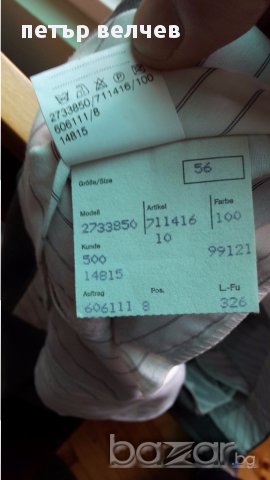 петър велчев
2733850/711416/100
606111/8
14815
Größe/Size 56
Modell Artikel Farbe
2733850 711416 100
10
Kunde
500 99121
14815
Auftrag Pos. L.-Fu
606111 8 326
bazar.bg